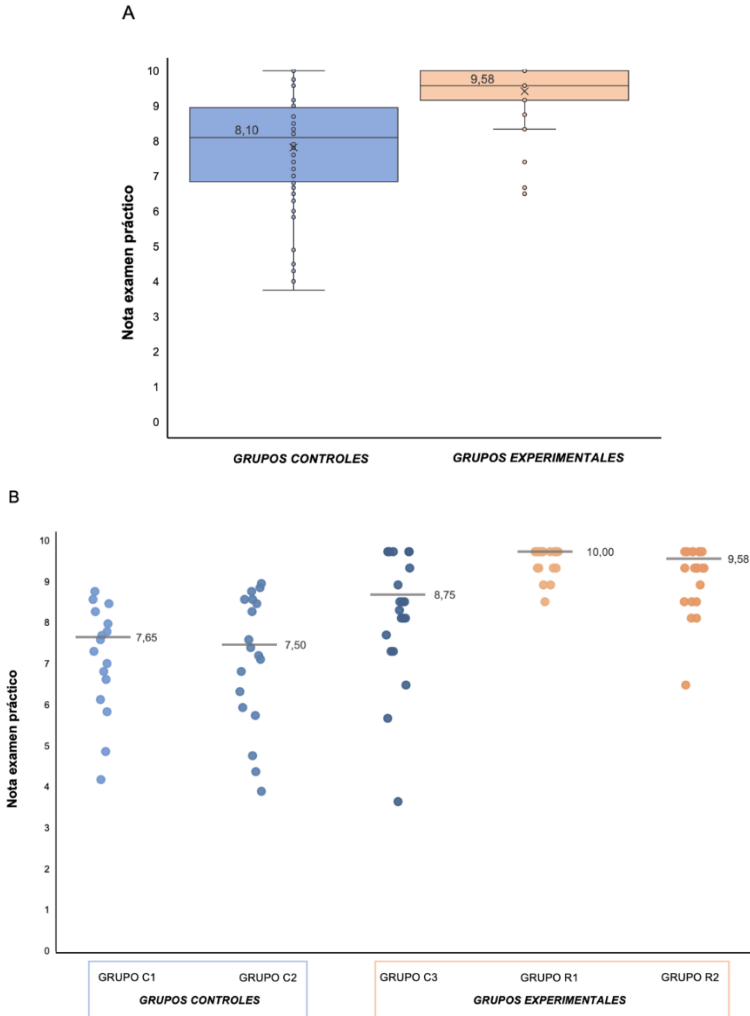 A
Nota examen práctico
10
9
8
7
6
5
4
3
2
1
0
8,10
9,58
GRUPOS CONTROLES
GRUPOS EXPERIMENTALES
B
Nota examen práctico
10
9
8
7
6
5
4
3
2
1
0
7,65
7,50
8,75
10,00
9,58
GRUPO C1
GRUPO C2
GRUPO C3
GRUPO R1
GRUPO R2
GRUPOS CONTROLES
GRUPOS EXPERIMENTALES